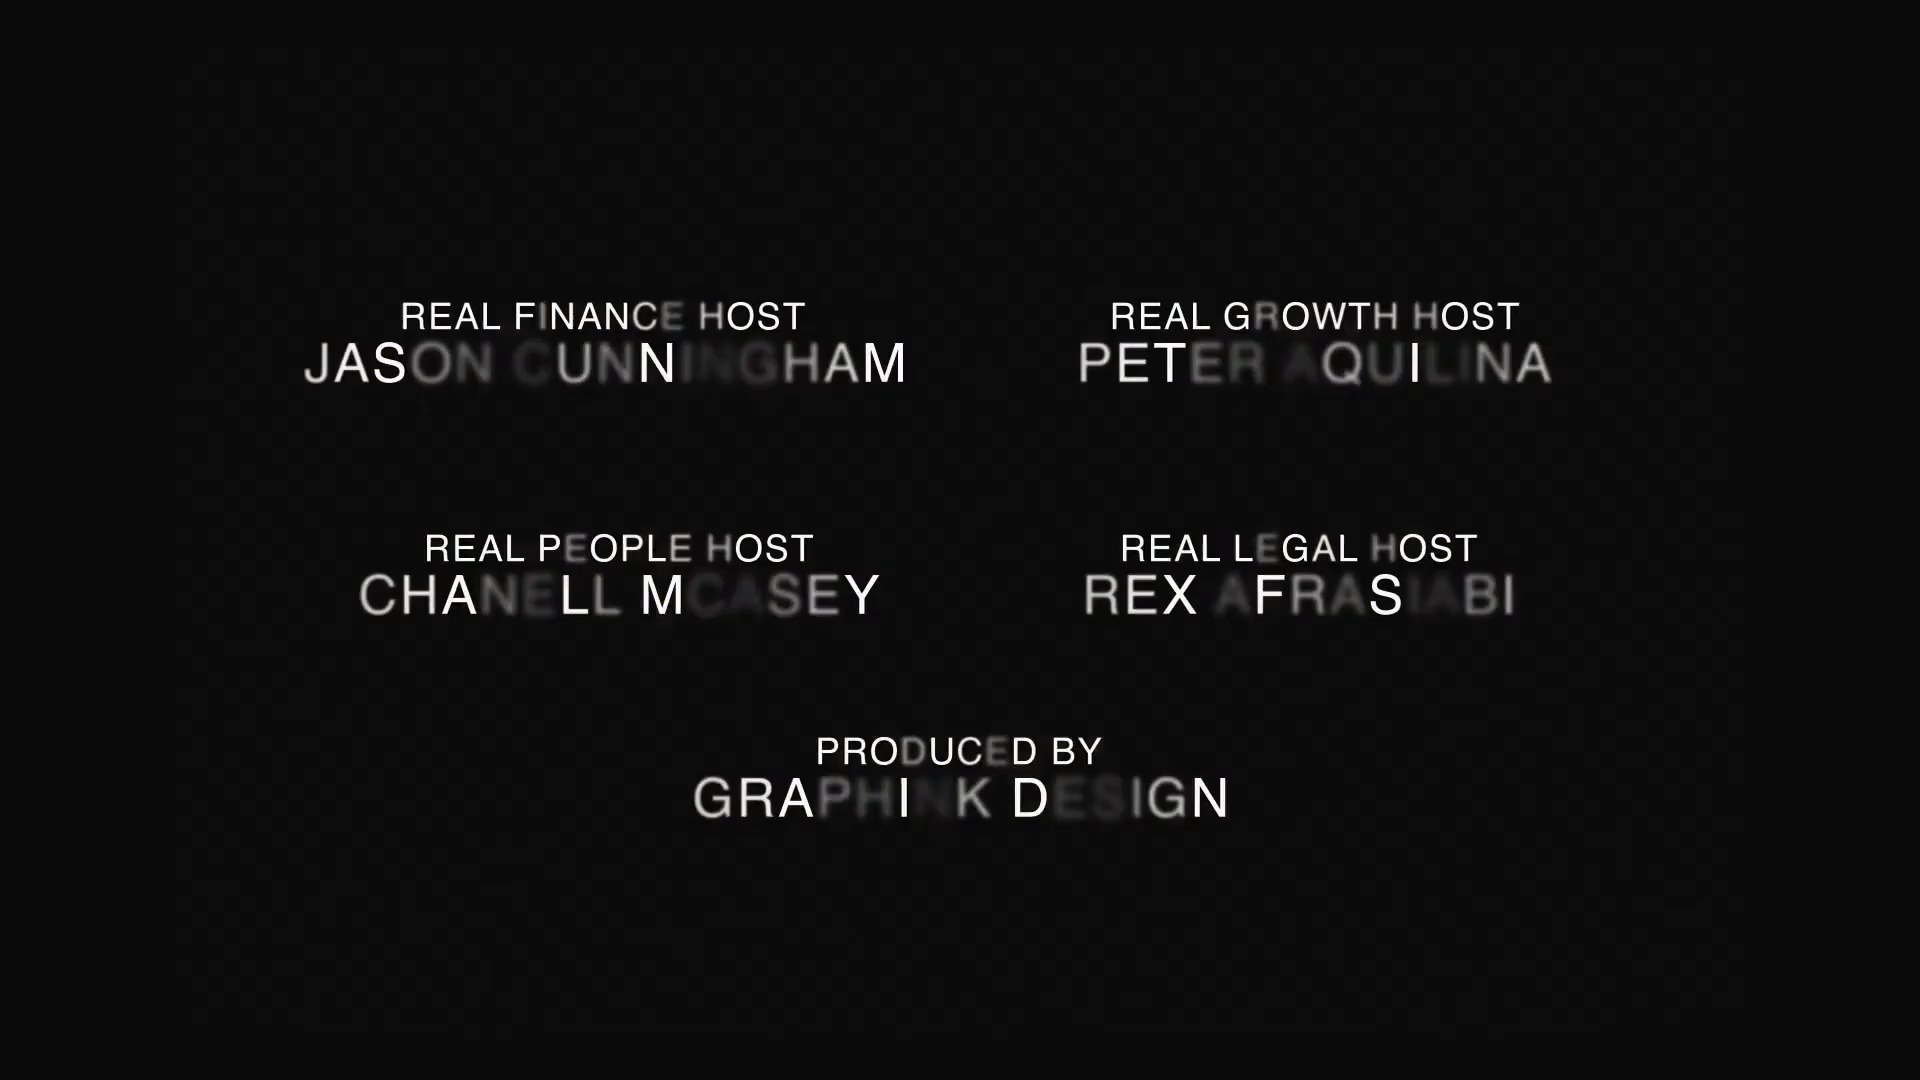 REAL FINANCE HOST
JASON CUNNINGHAM
REAL GROWTH HOST
PETER AQUILINA
REAL PEOPLE HOST
CHANELL MCASEY
REAL LEGAL HOST
REX AFRASIABI
PRODUCED BY
GRAPHINK DESIGN